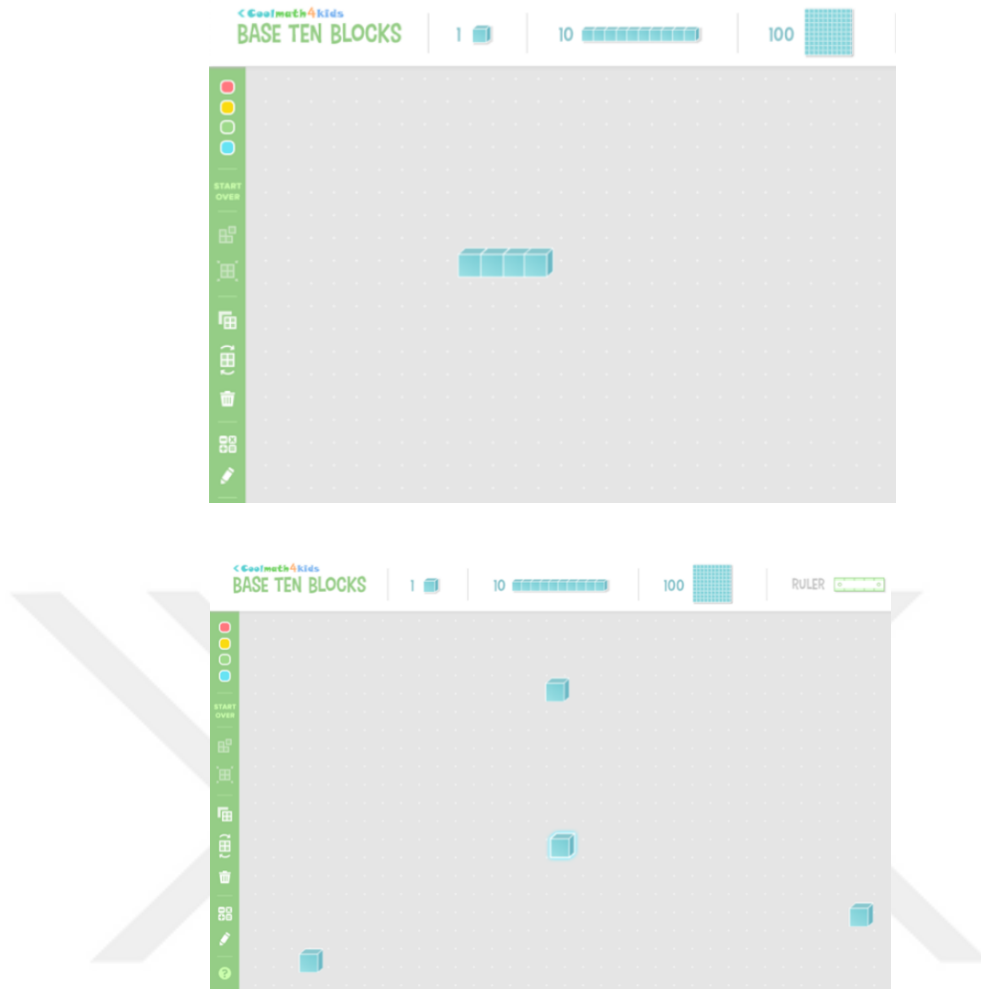 < Coolmath4kids
BASE TEN BLOCKS 1 10 100
START
OVER
< Coolmath4kids
BASE TEN BLOCKS 1 10 100 RULER
START
OVER
?